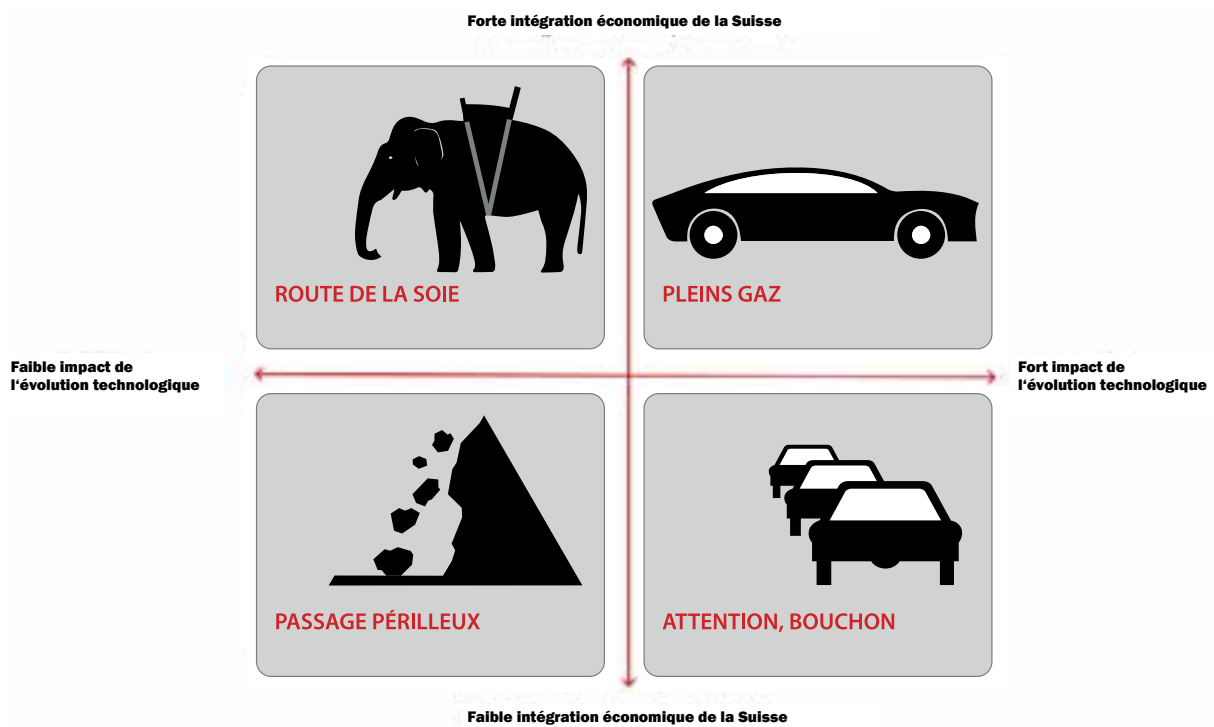 Forte intégration économique de la Suisse
ROUTE DE LA SOIE
PLEINS GAZ
Faible impact de
l‘évolution technologique
Fort impact de
l‘évolution technologique
PASSAGE PÉRILLEUX
ATTENTION, BOUCHON
Faible intégration économique de la Suisse